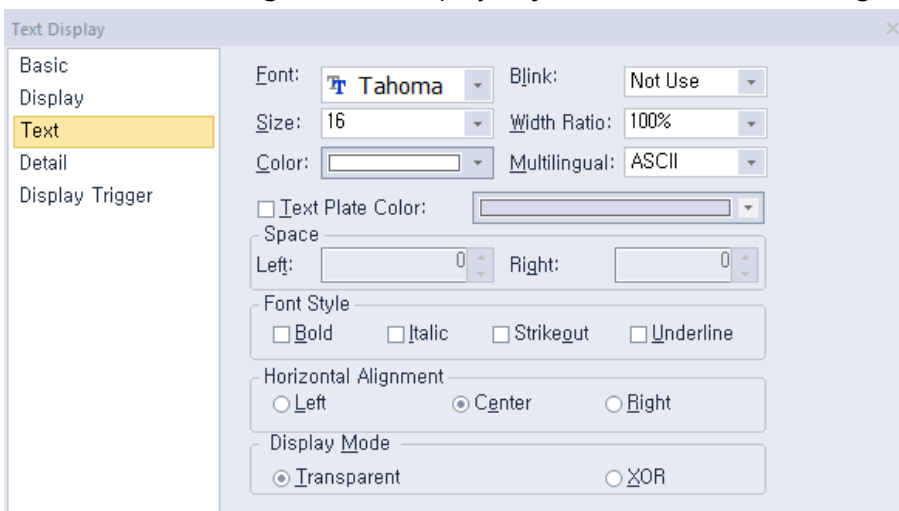 Text Display
Basic
Display
Text
Detail
Display Trigger
Font: Tahoma Blink: Not Use
Size: 16 Width Ratio: 100%
Color: Multilingual: ASCII
Text Plate Color:
Space
Left: 0 Right: 0
Font Style
Bold Italic Strikeout Underline
Horizontal Alignment
Left Center Right
Display Mode
Transparent XOR